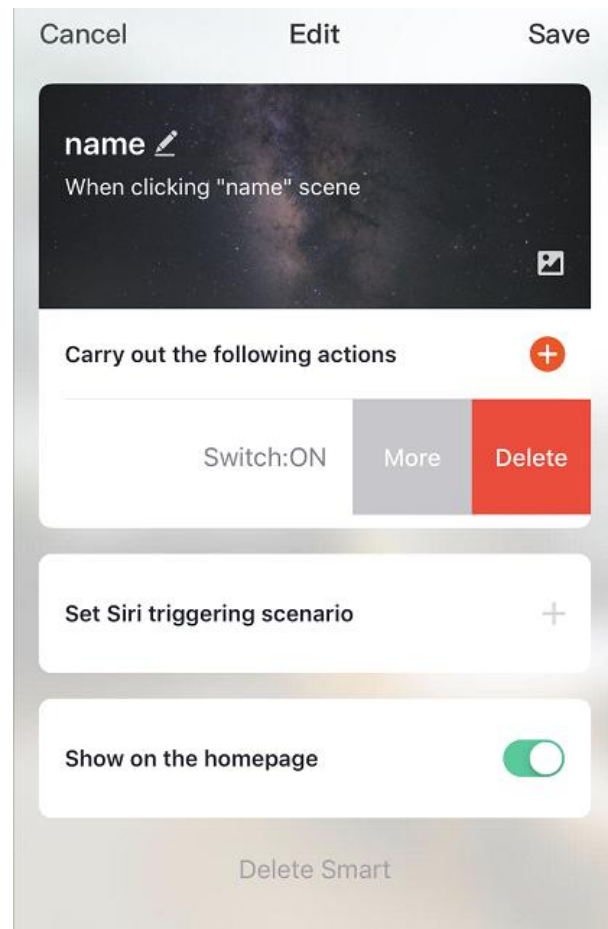 Cancel Edit Save
name
When clicking "name" scene
Carry out the following actions
Switch:ON More Delete
Set Siri triggering scenario
Show on the homepage
Delete Smart